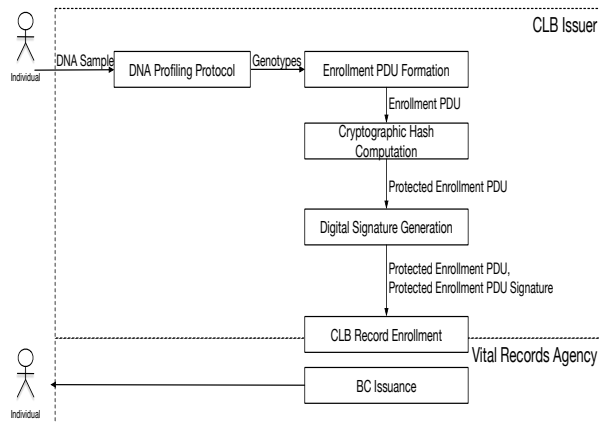 CLB Issuer
Individual
DNA Sample
DNA Profiling Protocol
Genotypes
Enrollment PDU Formation
Enrollment PDU
Cryptographic Hash
Computation
Protected Enrollment PDU
Digital Signature Generation
Protected Enrollment PDU,
Protected Enrollment PDU Signature
CLB Record Enrollment
Vital Records Agency
BC Issuance
Individual